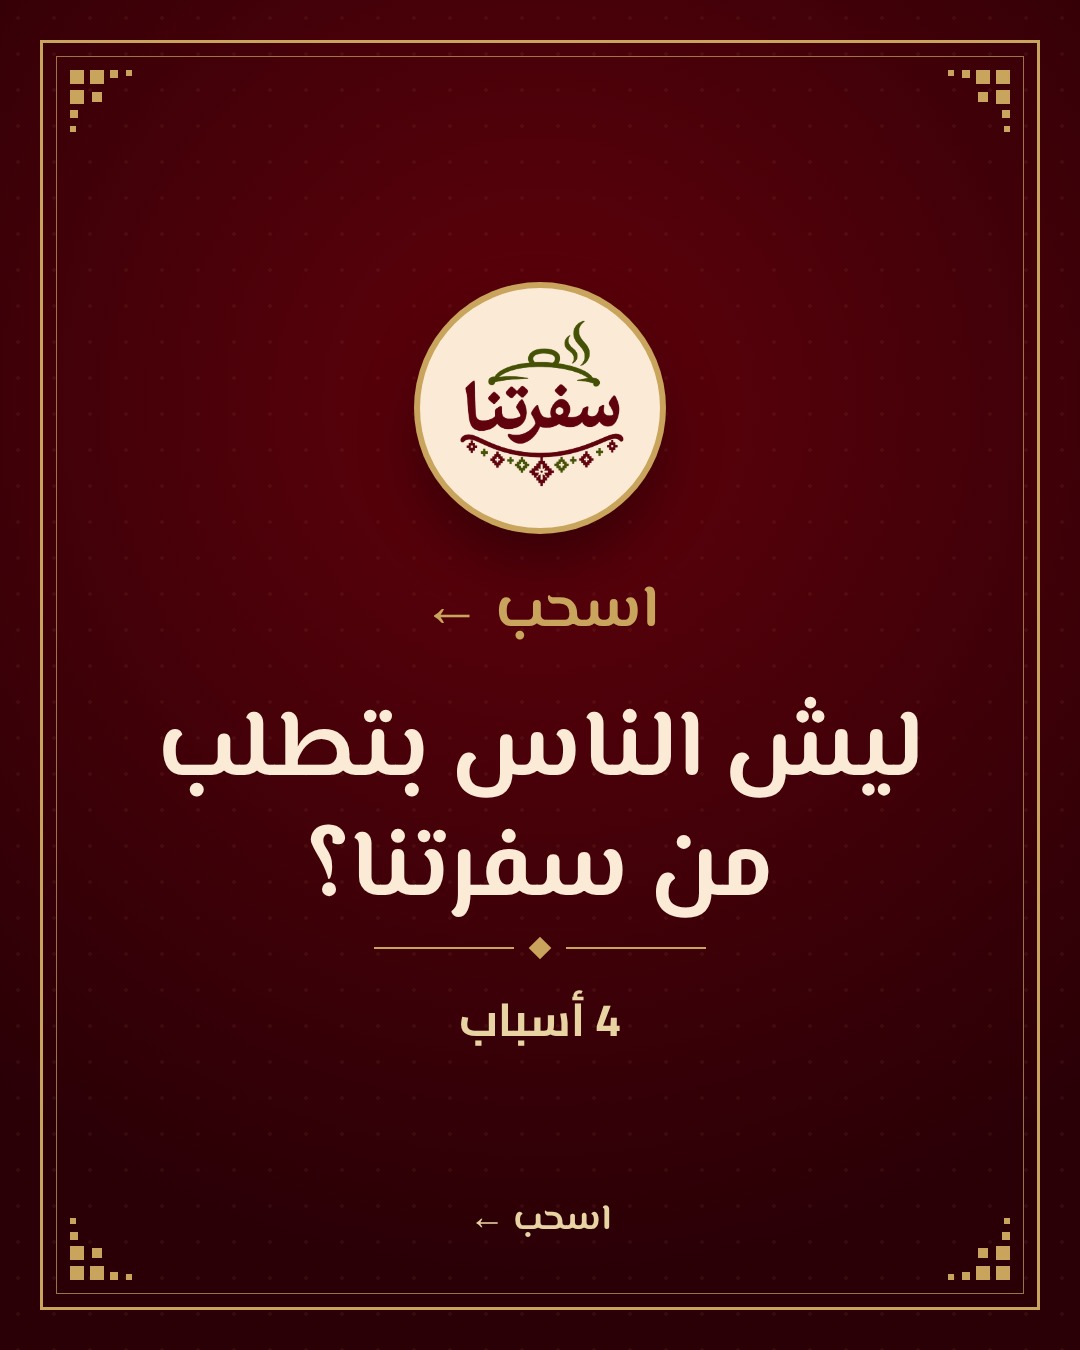 سفرتنا
اسحب ←
ليش الناس بتطلب
من سفرتنا؟
4 أسباب
اسحب ←